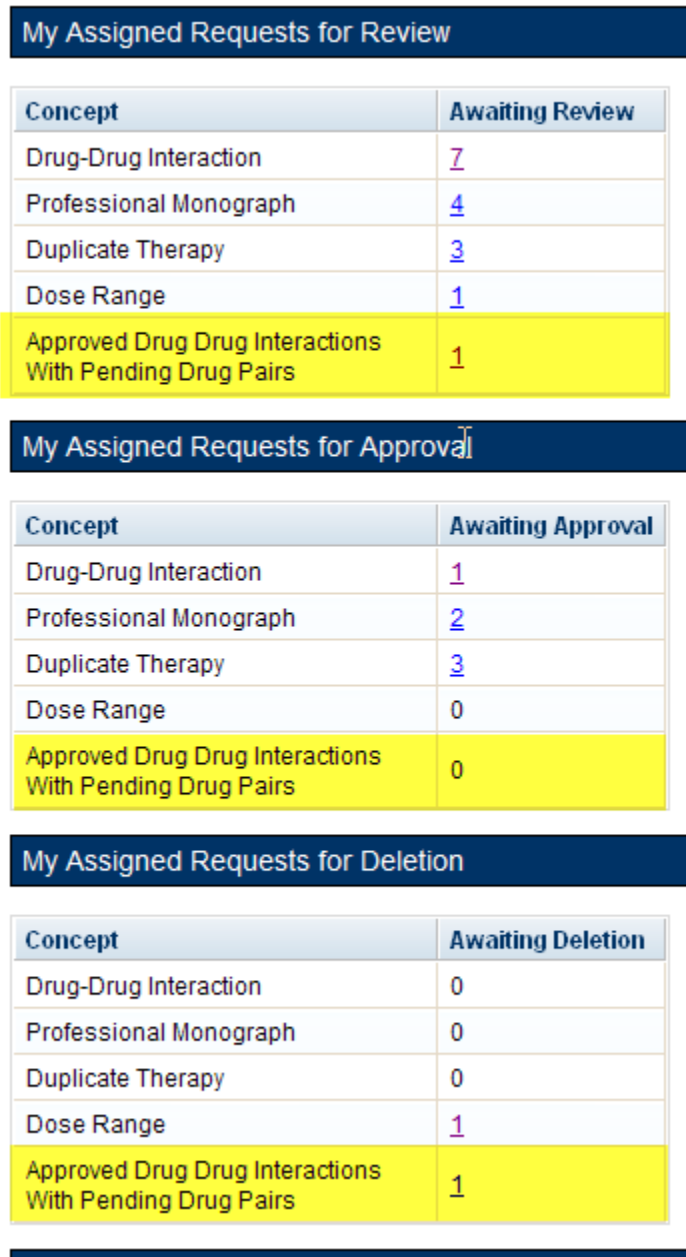 My Assigned Requests for Review
Concept Awaiting Review
Drug-Drug Interaction 7
Professional Monograph 4
Duplicate Therapy 3
Dose Range 1
Approved Drug Drug Interactions
With Pending Drug Pairs 1
My Assigned Requests for Approval
Concept Awaiting Approval
Drug-Drug Interaction 1
Professional Monograph 2
Duplicate Therapy 3
Dose Range 0
Approved Drug Drug Interactions
With Pending Drug Pairs 0
My Assigned Requests for Deletion
Concept Awaiting Deletion
Drug-Drug Interaction 0
Professional Monograph 0
Duplicate Therapy 0
Dose Range 1
Approved Drug Drug Interactions
With Pending Drug Pairs 1